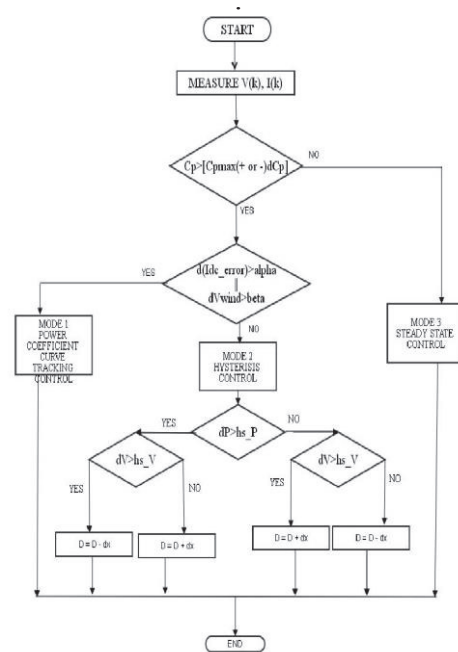 START
MEASURE V(k), I(k)
Cp>[Cpmax(+ or -)dCp]
NO
YES
d(Idc_error)>alpha
||
dVwind>beta
YES
NO
MODE 1
POWER
COEFFICIENT
CURVE
TRACKING
CONTROL
MODE 2
HYSTERISIS
CONTROL
MODE 3
STEADY STATE
CONTROL
dP>hs_P
YES
NO
dV>hs_V
dV>hs_V
YES
NO
YES
NO
D = D - dx
D = D + dx
D = D + dx
D = D - dx
END